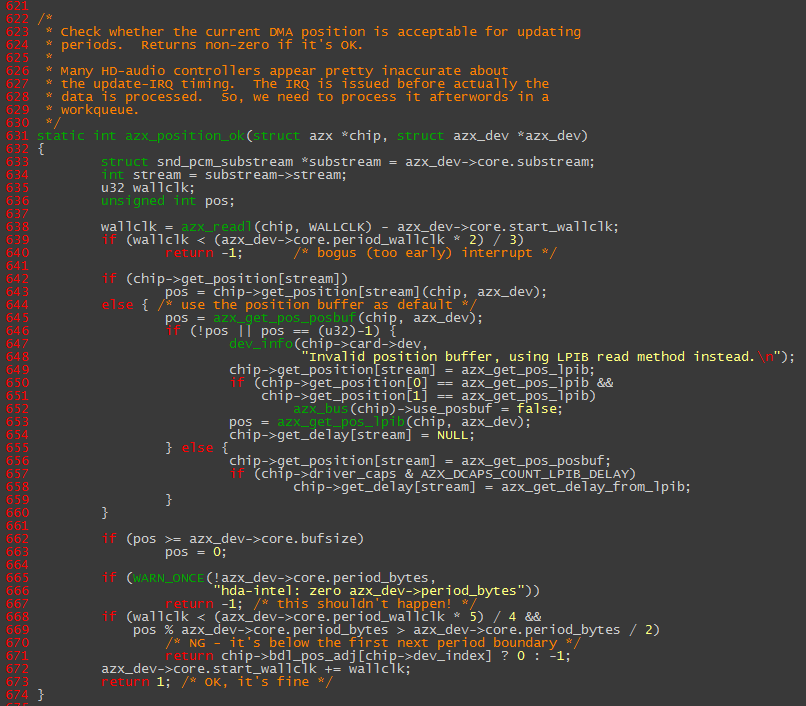 621
622 /*
623  * Check whether the current DMA position is acceptable for updating
624  * periods.  Returns non-zero if it's OK.
625  *
626  * Many HD-audio controllers appear pretty inaccurate about
627  * the update-IRQ timing.  The IRQ is issued before actually the
628  * data is processed.  So, we need to process it afterwords in a
629  * workqueue.
630  */
631 static int azx_position_ok(struct azx *chip, struct azx_dev *azx_dev)
632 {
633         struct snd_pcm_substream *substream = azx_dev->core.substream;
634         int stream = substream->stream;
635         u32 wallclk;
636         unsigned int pos;
637
638         wallclk = azx_readl(chip, WALLCLK) - azx_dev->core.start_wallclk;
639         if (wallclk < (azx_dev->core.period_wallclk * 2) / 3)
640                 return -1;      /* bogus (too early) interrupt */
641
642         if (chip->get_position[stream])
643                 pos = chip->get_position[stream](chip, azx_dev);
644         else { /* use the position buffer as default */
645                 pos = azx_get_pos_posbuf(chip, azx_dev);
646                 if (!pos || pos == (u32)-1) {
647                         dev_info(chip->card->dev,
648                                  "Invalid position buffer, using LPIB read method instead.\n");
649                         chip->get_position[stream] = azx_get_pos_lpib;
650                         if (chip->get_position[0] == azx_get_pos_lpib &&
651                             chip->get_position[1] == azx_get_pos_lpib)
652                                 azx_bus(chip)->use_posbuf = false;
653                         pos = azx_get_pos_lpib(chip, azx_dev);
654                         chip->get_delay[stream] = NULL;
655                 } else {
656                         chip->get_position[stream] = azx_get_pos_posbuf;
657                         if (chip->driver_caps & AZX_DCAPS_COUNT_LPIB_DELAY)
658                                 chip->get_delay[stream] = azx_get_delay_from_lpib;
659                 }
660         }
661
662         if (pos >= azx_dev->core.bufsize)
663                 pos = 0;
664
665         if (WARN_ONCE(!azx_dev->core.period_bytes,
666                       "hda-intel: zero azx_dev->period_bytes"))
667                 return -1; /* this shouldn't happen! */
668         if (wallclk < (azx_dev->core.period_wallclk * 5) / 4 &&
669             pos % azx_dev->core.period_bytes > azx_dev->core.period_bytes / 2)
670                 /* NG - it's below the first next period boundary */
671                 return chip->bdl_pos_adj[chip->dev_index] ? 0 : -1;
672         azx_dev->core.start_wallclk += wallclk;
673         return 1; /* OK, it's fine */
674 }